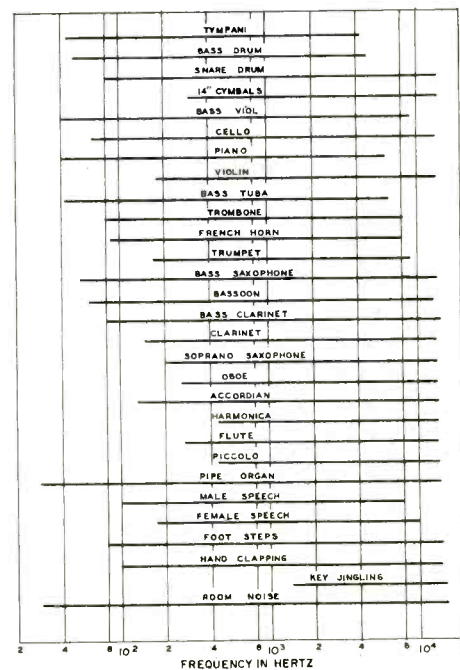 TYMPANI
BASS DRUM
SNARE DRUM
14" CYMBALS
BASS VIOL
CELLO
PIANO
VIOLIN
BASS TUBA
TROMBONE
FRENCH HORN
TRUMPET
BASS SAXOPHONE
BASSOON
BASS CLARINET
CLARINET
SOPRANO SAXOPHONE
OBOE
ACCORDIAN
HARMONICA
FLUTE
PICCOLO
PIPE ORGAN
MALE SPEECH
FEMALE SPEECH
FOOT STEPS
HAND CLAPPING
KEY JINGLING
ROOM NOISE
2 4 6 10² 2 4 6 10³ 2 4 6 10⁴
FREQUENCY IN HERTZ